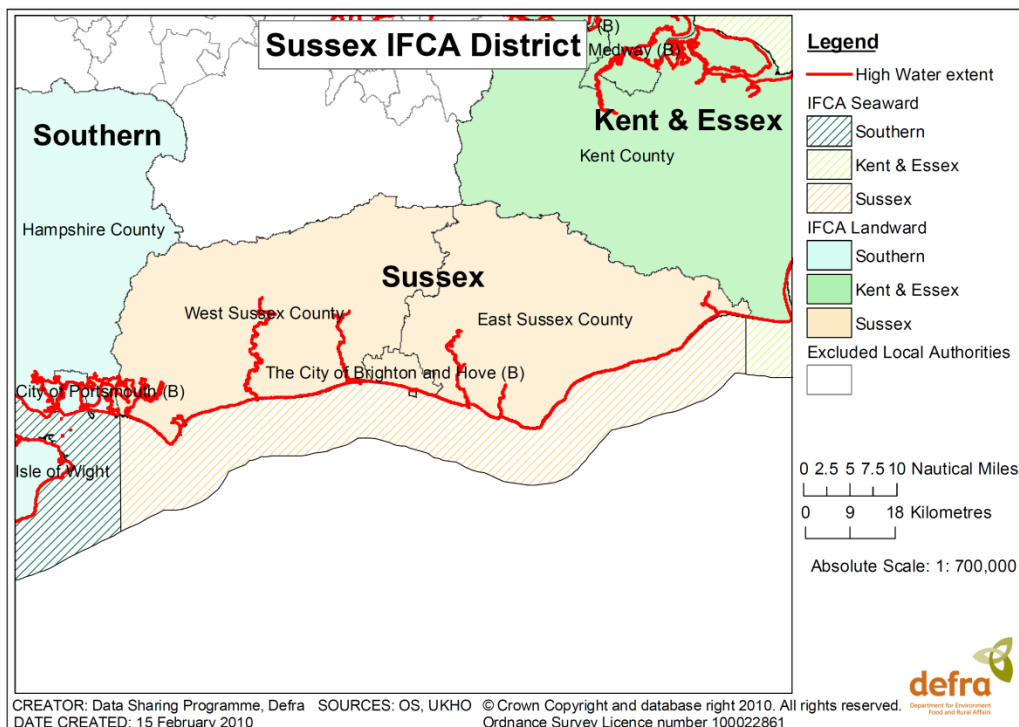 Sussex IFCA District
(B)
Medway (B)
Southern
Kent & Essex
Kent County
Hampshire County
Sussex
West Sussex County
East Sussex County
The City of Brighton and Hove (B)
City of Portsmouth (B)
Isle of Wight
Legend
High Water extent
IFCA Seaward
Southern
Kent & Essex
Sussex
IFCA Landward
Southern
Kent & Essex
Sussex
Excluded Local Authorities
0 2.5 5 7.5 10 Nautical Miles
0 9 18 Kilometres
Absolute Scale: 1: 700,000
defra
Department for Environment
Food and Rural Affairs
CREATOR: Data Sharing Programme, Defra SOURCES: OS, UKHO © Crown Copyright and database right 2010. All rights reserved.
DATE CREATED: 15 February 2010 Ordnance Survey Licence number 100022861